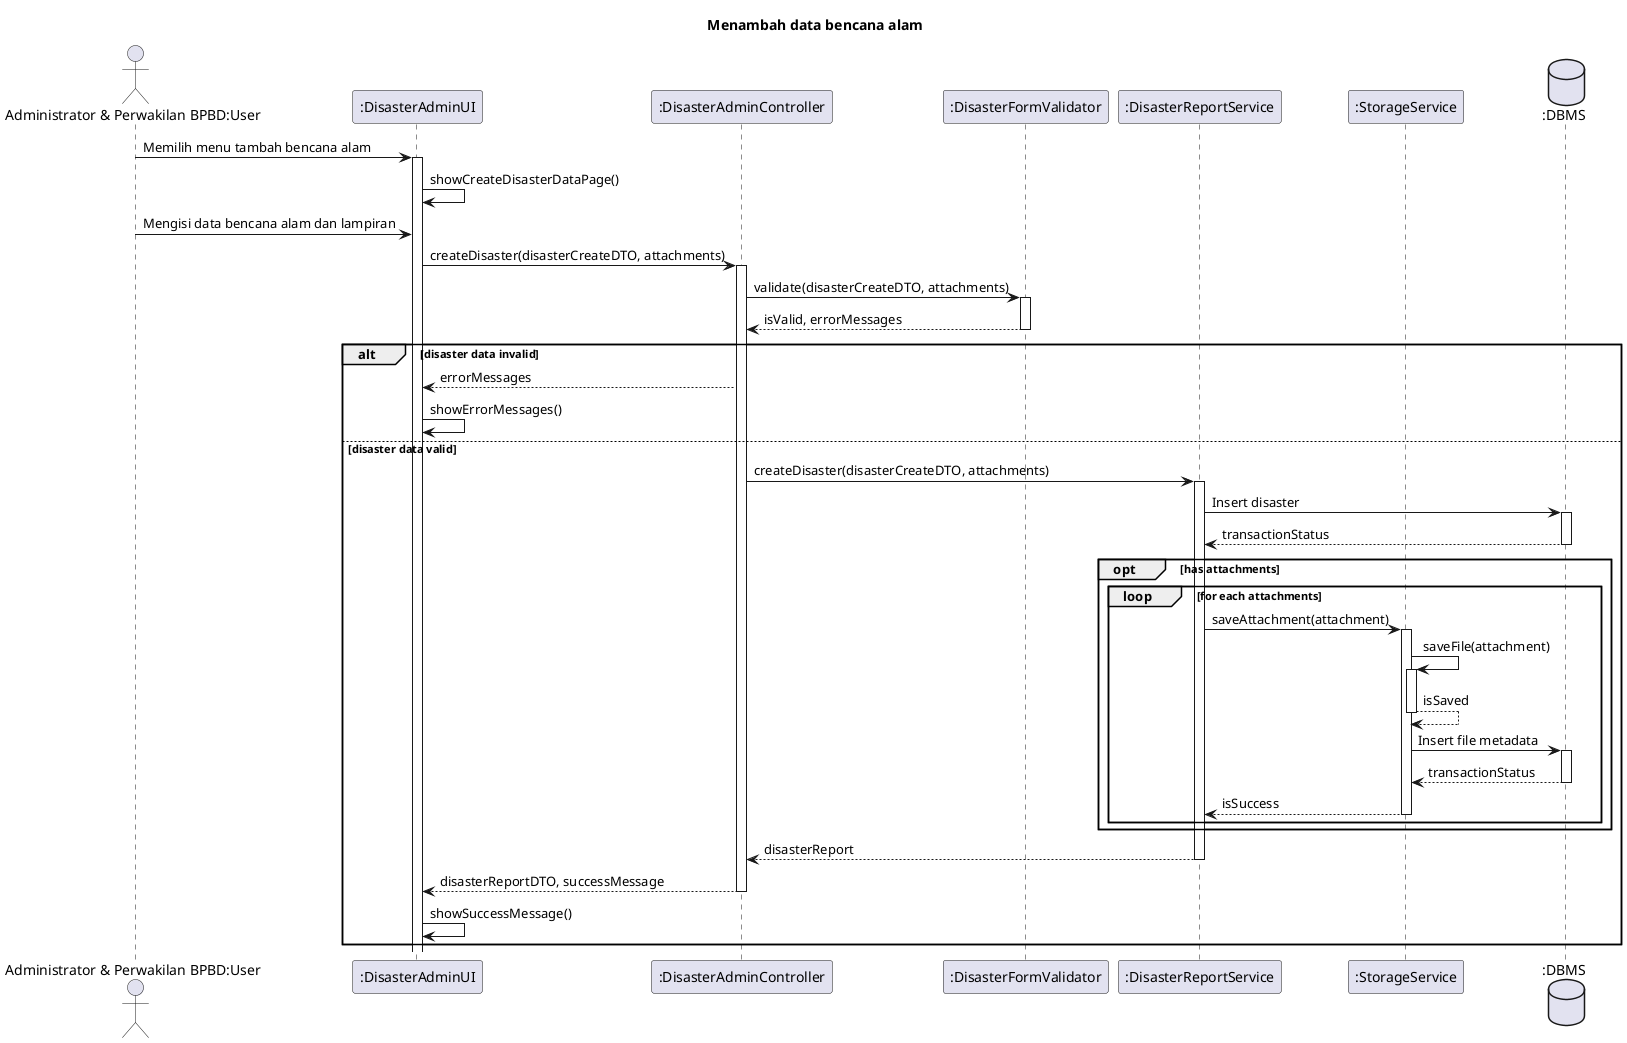 Menambah data bencana alam
Administrator & Perwakilan BPBD:User
:DisasterAdminUI
:DisasterAdminController
:DisasterFormValidator
:DisasterReportService
:StorageService
:DBMS
Memilih menu tambah bencana alam
showCreateDisasterDataPage()
Mengisi data bencana alam dan lampiran
createDisaster(disasterCreateDTO, attachments)
validate(disasterCreateDTO, attachments)
isValid, errorMessages
alt [disaster data invalid]
errorMessages
showErrorMessages()
[disaster data valid]
createDisaster(disasterCreateDTO, attachments)
Insert disaster
transactionStatus
opt [has attachments]
loop [for each attachments]
saveAttachment(attachment)
saveFile(attachment)
isSaved
Insert file metadata
transactionStatus
isSuccess
disasterReport
disasterReportDTO, successMessage
showSuccessMessage()
Administrator & Perwakilan BPBD:User
:DisasterAdminUI
:DisasterAdminController
:DisasterFormValidator
:DisasterReportService
:StorageService
:DBMS